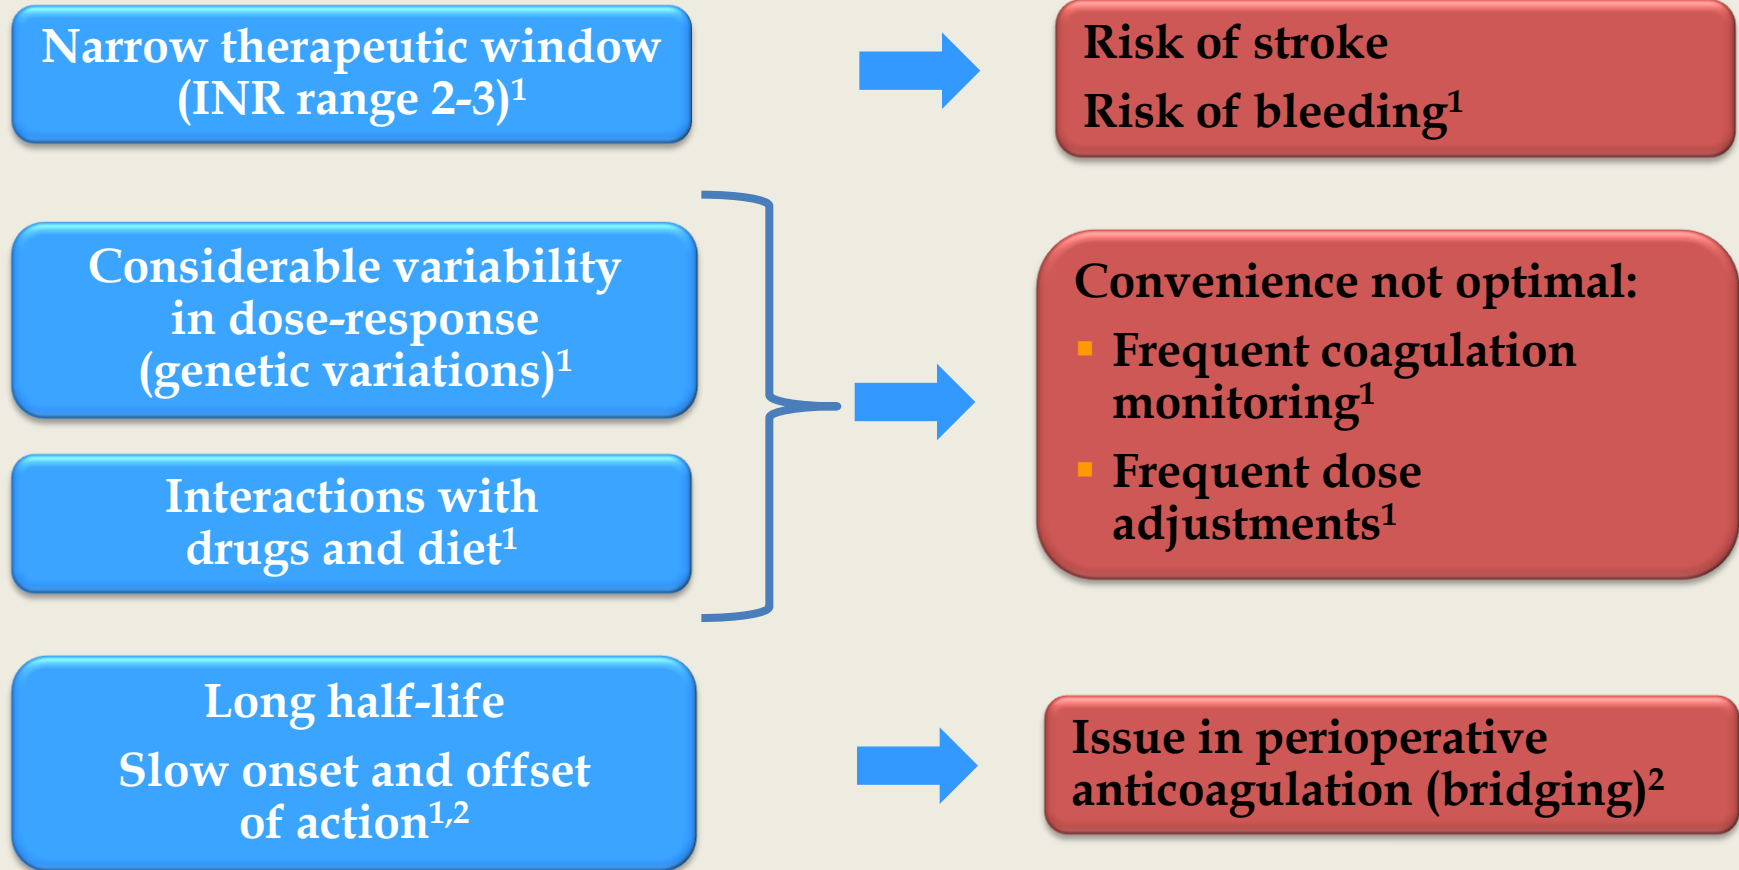 Narrow therapeutic window
(INR range 2-3)¹
Risk of stroke
Risk of bleeding¹
Considerable variability
in dose-response
(genetic variations)¹
Interactions with
drugs and diet¹
Convenience not optimal:
▪ Frequent coagulation
monitoring¹
▪ Frequent dose
adjustments¹
Long half-life
Slow onset and offset
of action¹,²
Issue in perioperative
anticoagulation (bridging)²